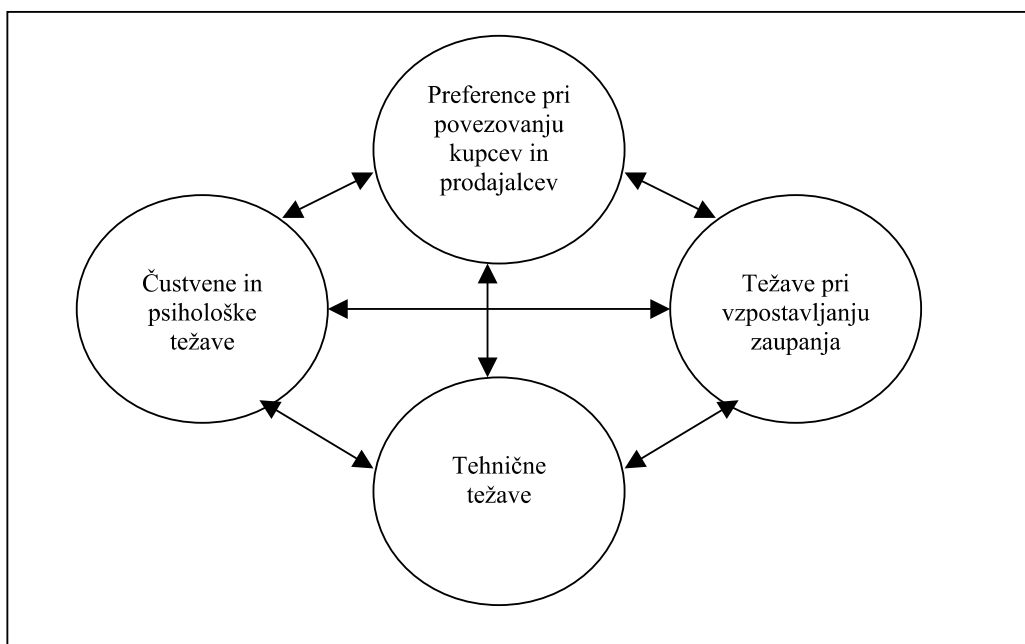 Preference pri
povezovanju
kupcev in
prodajalcev
Čustvene in
psihološke
težave
Težave pri
vzpostavljanju
zaupanja
Tehnične
težave